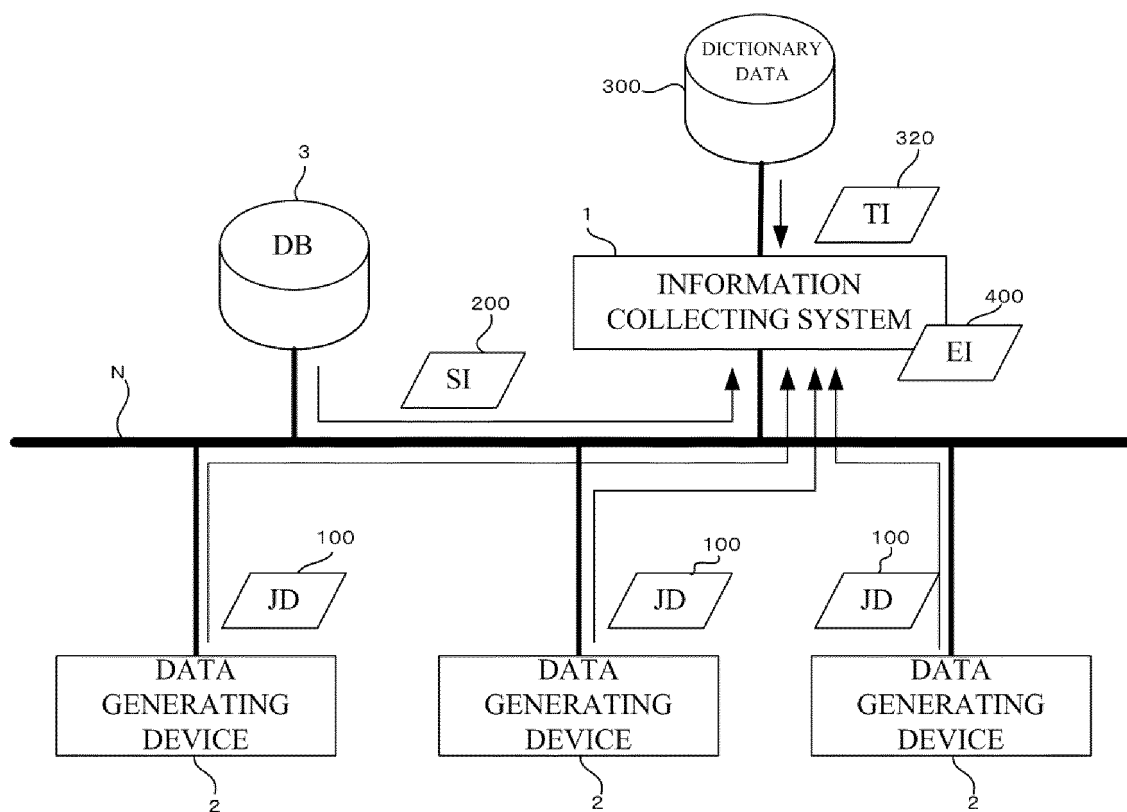 DICTIONARY
DATA
300
320
TI
3
DB
1
INFORMATION
COLLECTING SYSTEM
400
EI
200
SI
N
100
JD
100
JD
100
JD
DATA
GENERATING
DEVICE
2
DATA
GENERATING
DEVICE
2
DATA
GENERATING
DEVICE
2